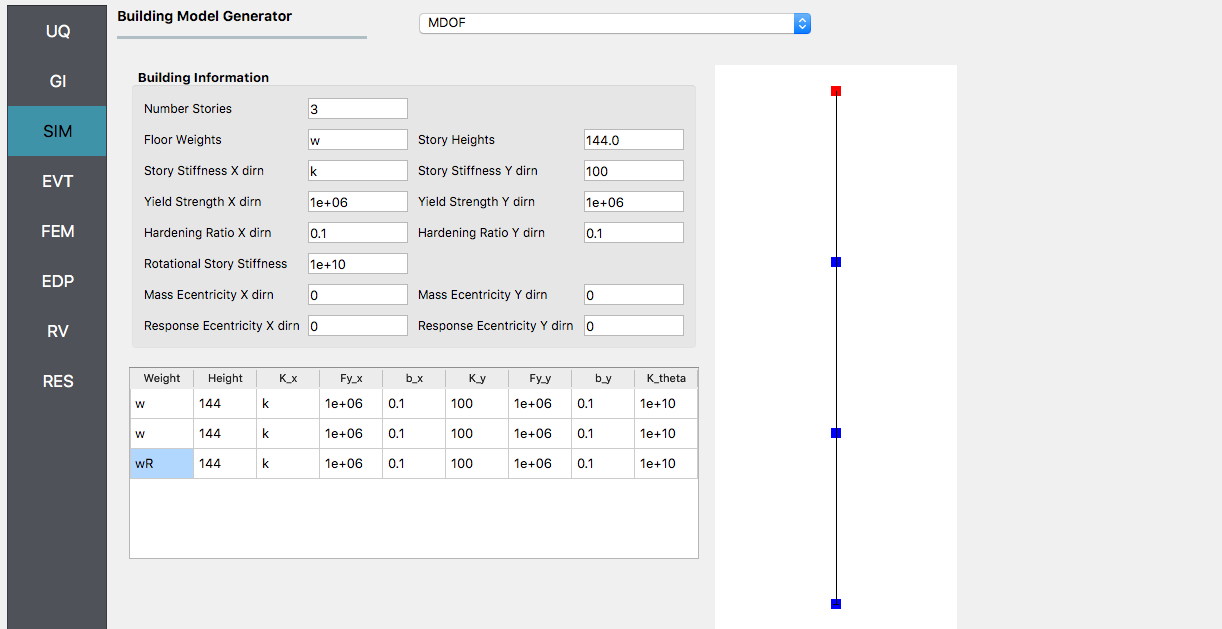 UQ
GI
SIM
EVT
FEM
EDP
RV
RES
Building Model Generator
MDOF
Building Information
Number Stories 3
Floor Weights w Story Heights 144.0
Story Stiffness X dirn k Story Stiffness Y dirn 100
Yield Strength X dirn 1e+06 Yield Strength Y dirn 1e+06
Hardening Ratio X dirn 0.1 Hardening Ratio Y dirn 0.1
Rotational Story Stiffness 1e+10
Mass Ecentricity X dirn 0 Mass Ecentricity Y dirn 0
Response Ecentricity X dirn 0 Response Ecentricity Y dirn 0
Weight Height K_x Fy_x b_x K_y Fy_y b_y K_theta
w 144 k 1e+06 0.1 100 1e+06 0.1 1e+10
w 144 k 1e+06 0.1 100 1e+06 0.1 1e+10
wR 144 k 1e+06 0.1 100 1e+06 0.1 1e+10